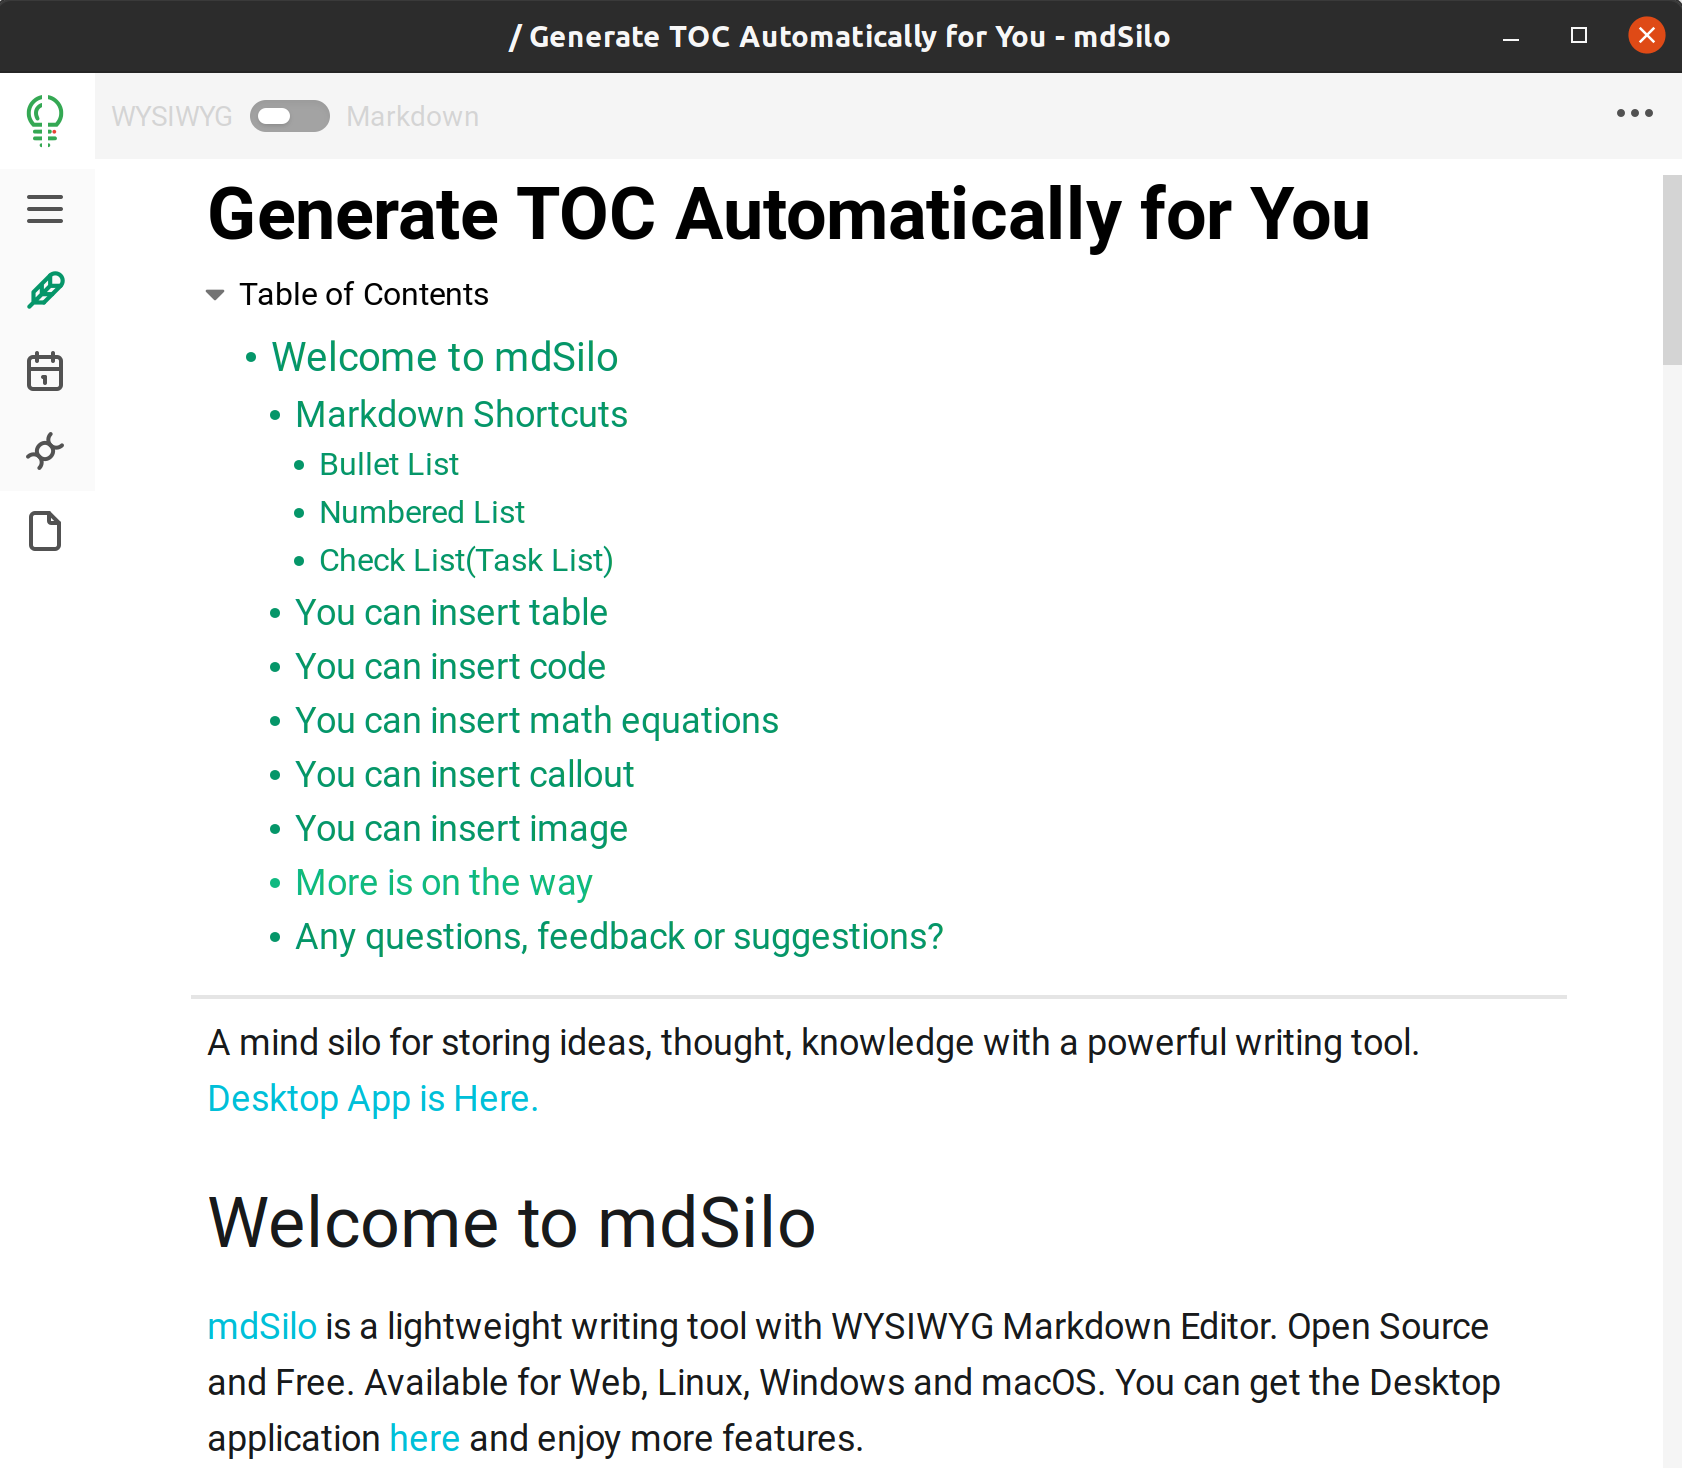 / Generate TOC Automatically for You - mdSilo
WYSIWYG Markdown
Generate TOC Automatically for You
Table of Contents
• Welcome to mdSilo
• Markdown Shortcuts
• Bullet List
• Numbered List
• Check List(Task List)
• You can insert table
• You can insert code
• You can insert math equations
• You can insert callout
• You can insert image
• More is on the way
• Any questions, feedback or suggestions?
A mind silo for storing ideas, thought, knowledge with a powerful writing tool.
Desktop App is Here.
Welcome to mdSilo
mdSilo is a lightweight writing tool with WYSIWYG Markdown Editor. Open Source
and Free. Available for Web, Linux, Windows and macOS. You can get the Desktop
application here and enjoy more features.